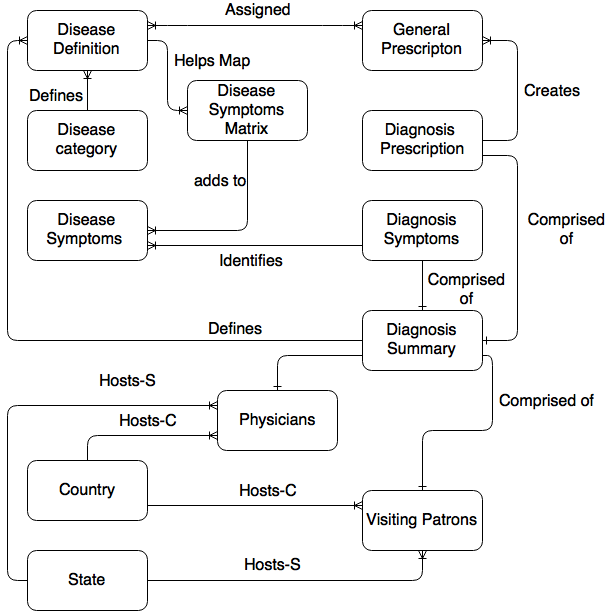 Assigned
Disease
Definition
General
Prescripton
Helps Map
Defines
Disease
Symptoms
Matrix
Creates
Disease
category
Diagnosis
Prescription
adds to
Disease
Symptoms
Diagnosis
Symptoms
Comprised
of
Identifies
Comprised
of
Defines
Diagnosis
Summary
Hosts-S
Hosts-C
Physicians
Comprised of
Country
Hosts-C
Visiting Patrons
State
Hosts-S